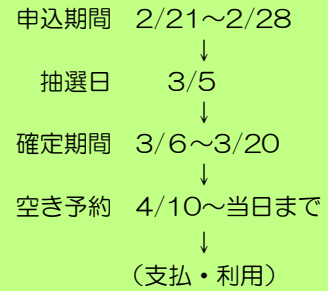 申込期間　2/21～2/28
↓
抽選日　3/5
↓
確定期間　3/6～3/20
↓
空き予約　4/10～当日まで
↓
（支払・利用）